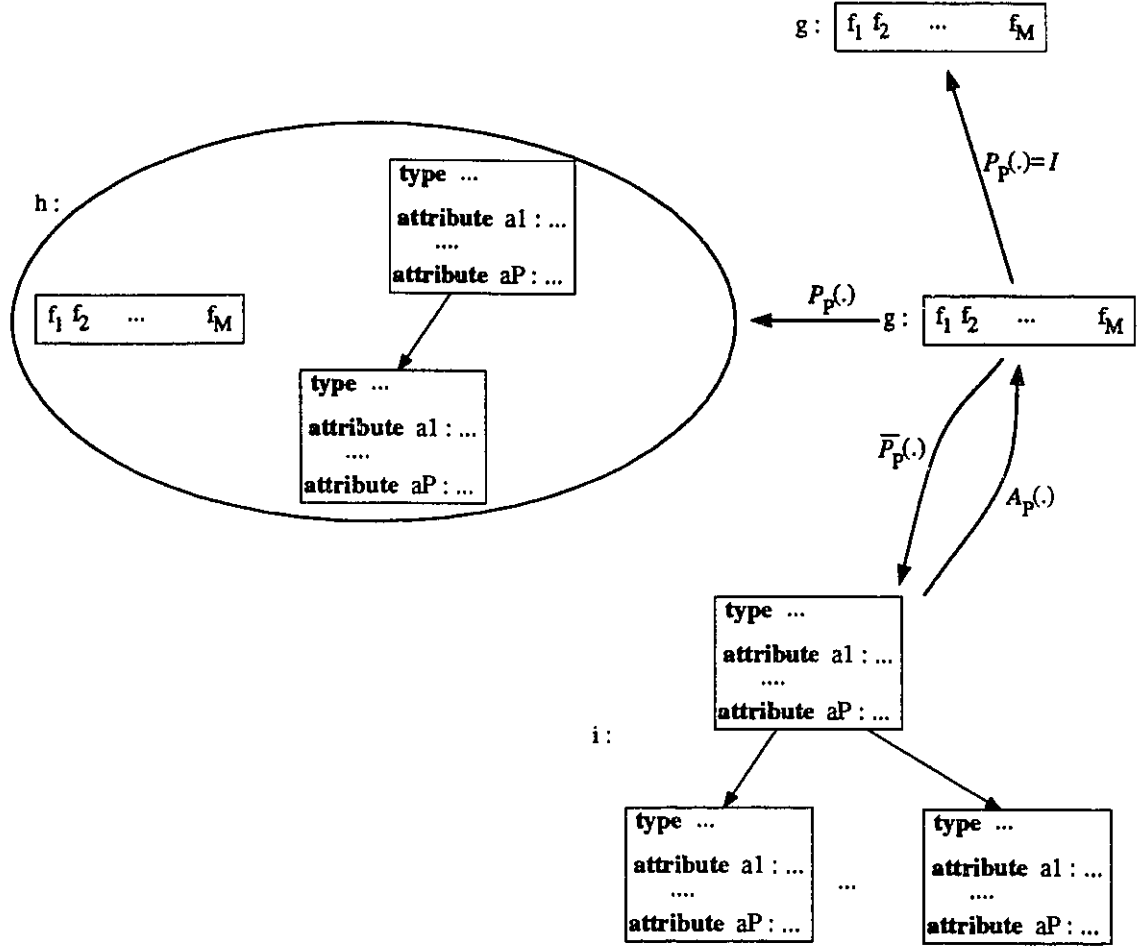 g : f1 f2 ... fM
PP(.)=I
h :
type ...
attribute a1 : ...
....
attribute aP : ...
f1 f2 ... fM
type ...
attribute a1 : ...
....
attribute aP : ...
PP(.)
g : f1 f2 ... fM
P̅P(.)
AP(.)
type ...
attribute a1 : ...
....
attribute aP : ...
i :
type ...
attribute a1 : ...
....
attribute aP : ...
...
type ...
attribute a1 : ...
....
attribute aP : ...